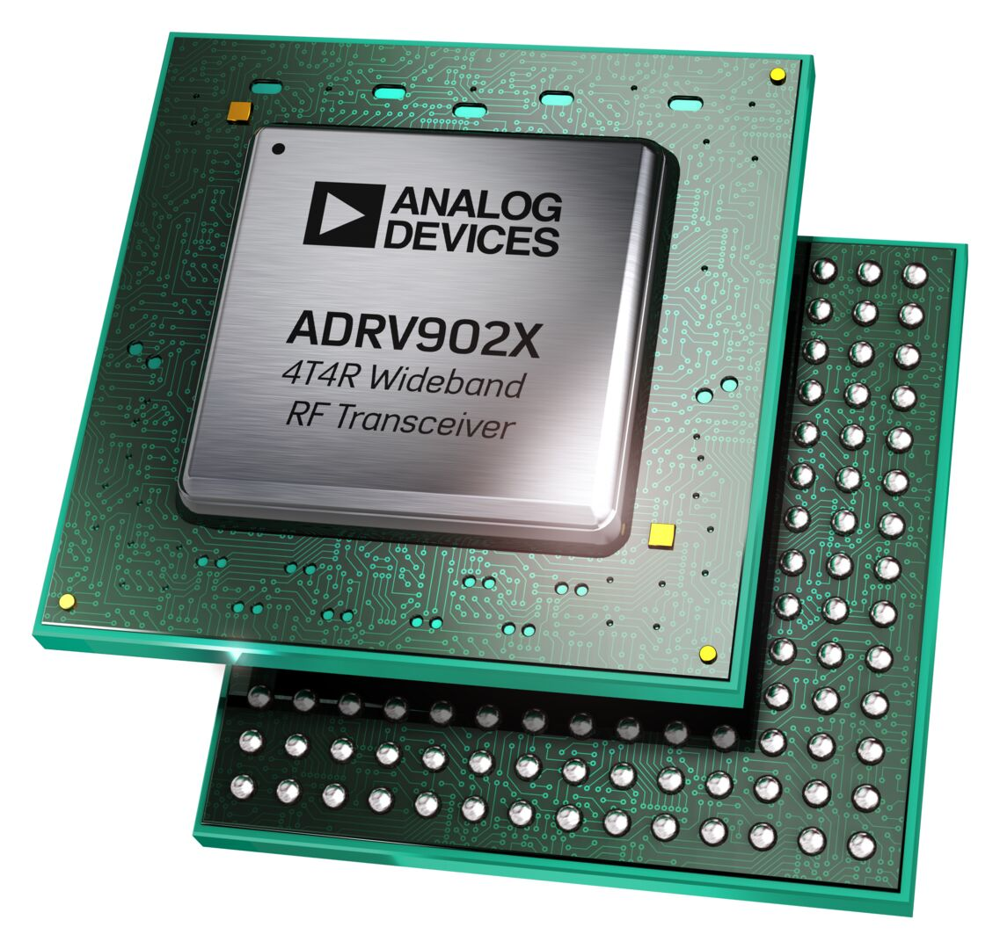 ANALOG
DEVICES
ADRV902X
4T4R Wideband
RF Transceiver